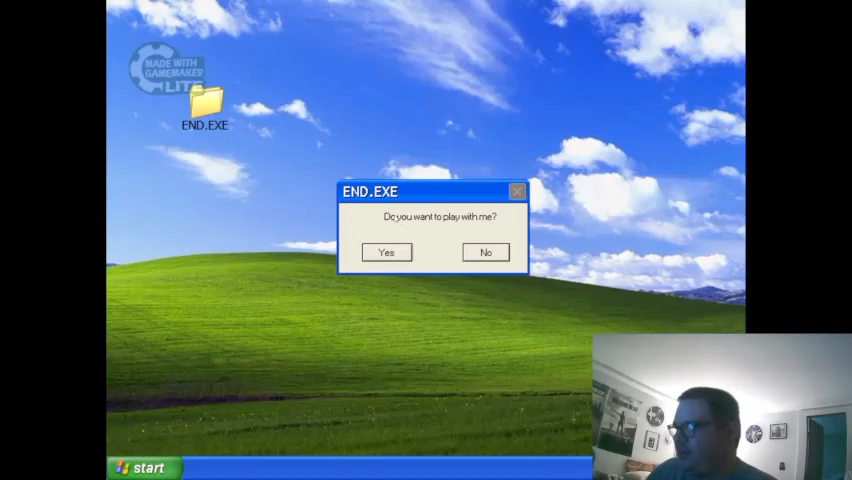 MADE WITH
GAMEMAKER
LITE
END.EXE
END.EXE
Do you want to play with me?
Yes
No
start